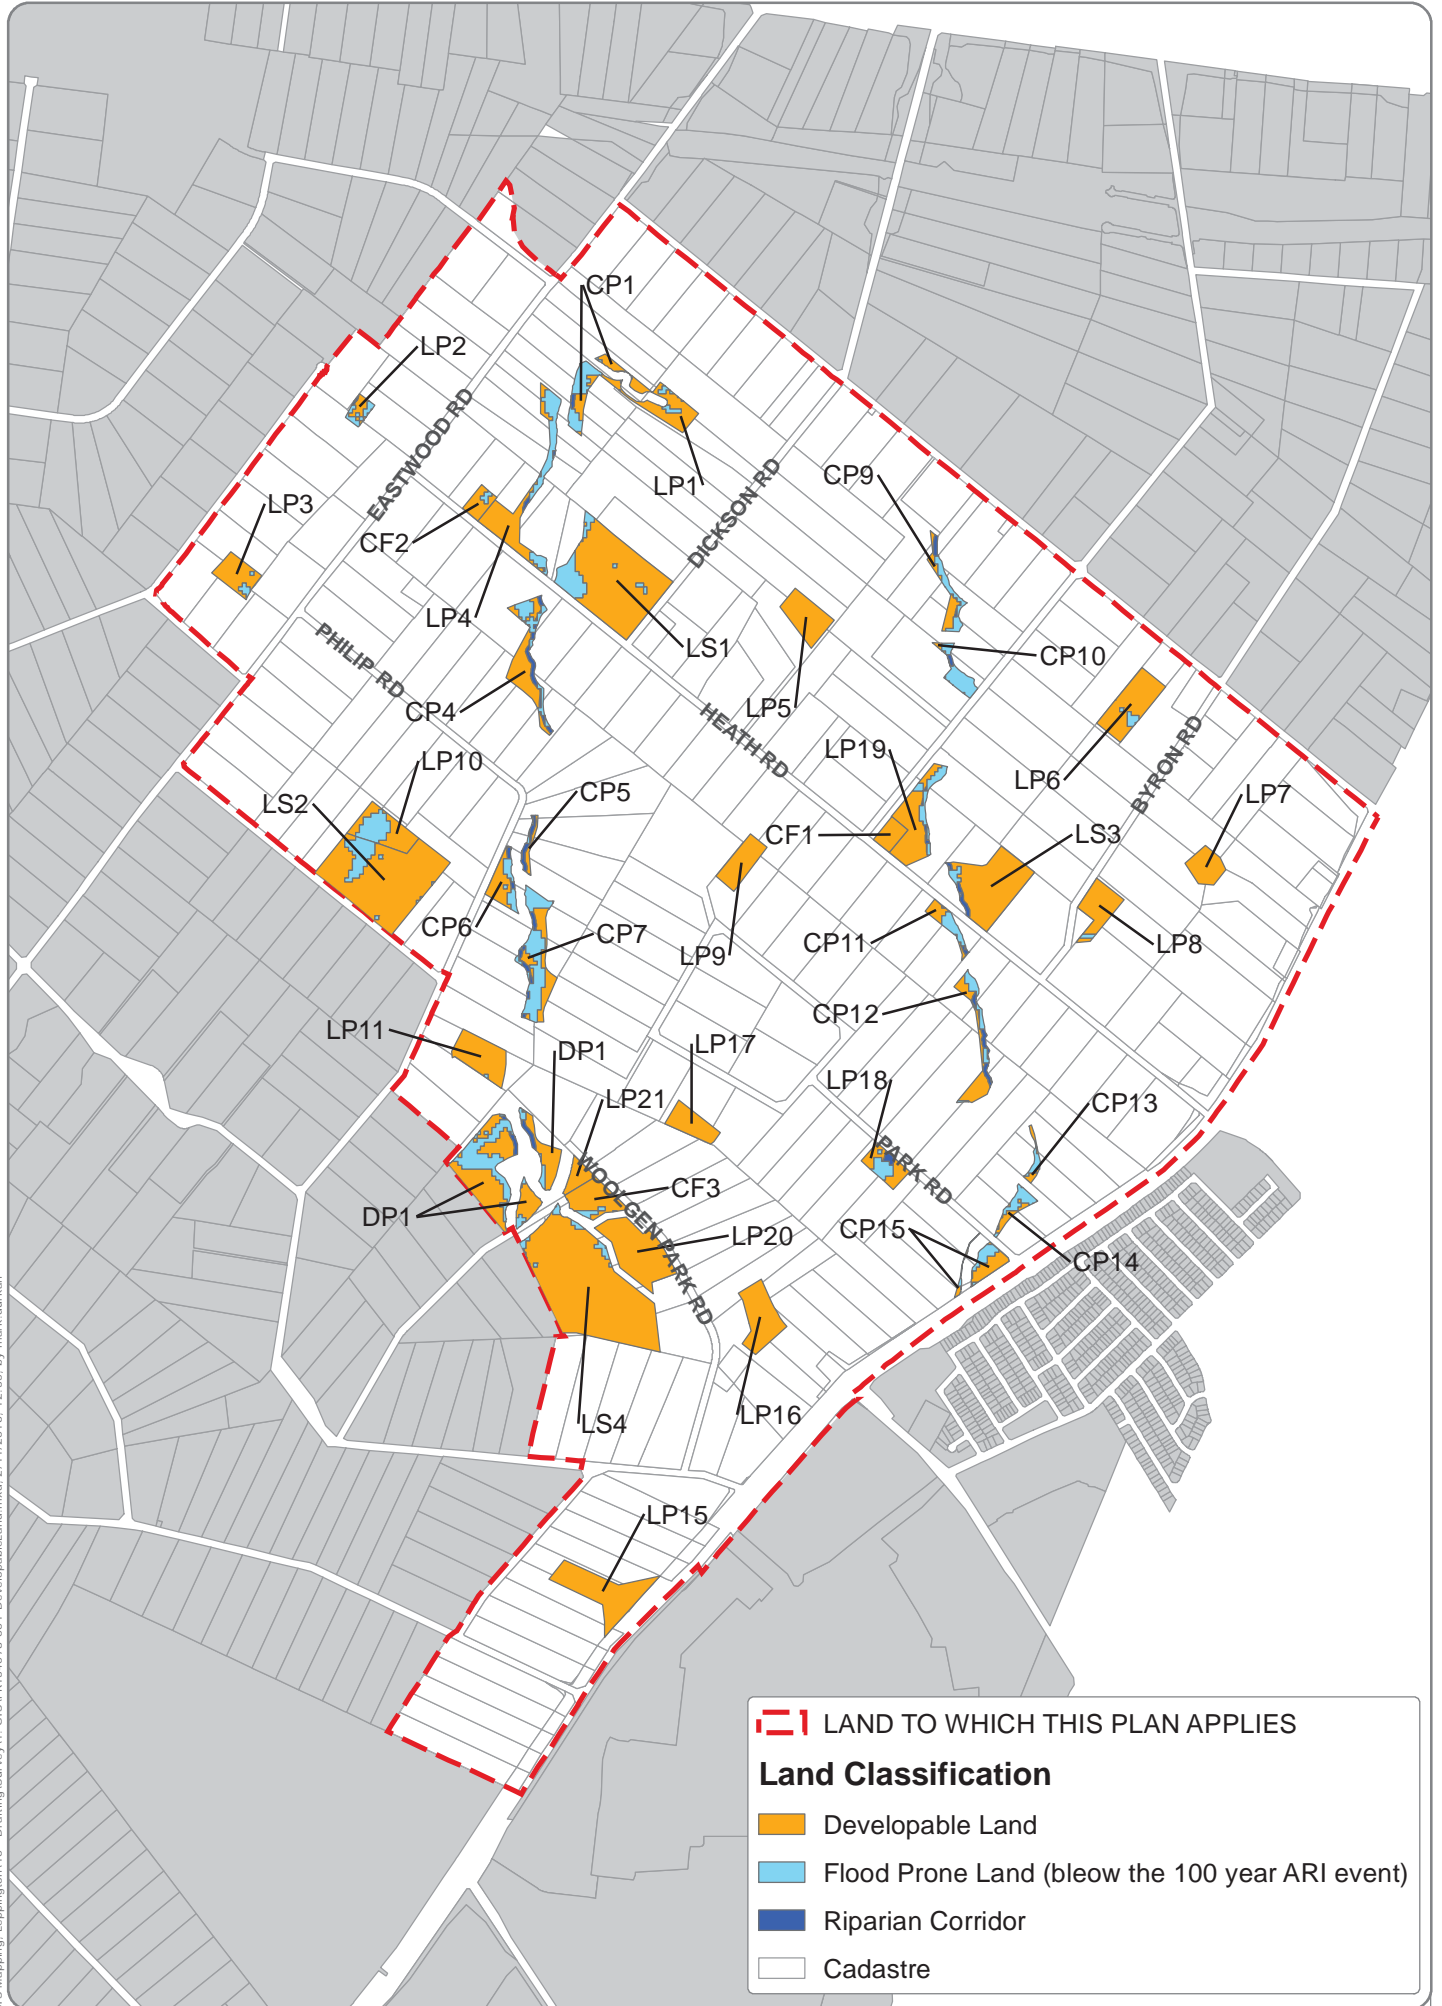 CP1
LP2
EASTWOOD RD
LP1
DICKSON RD
CP9
LP3
CF2
LP4
LS1
PHILIP RD
CP10
CP4
LP5
HEATH RD
LP19
LP6
BYRON RD
LP10
LS2
CP5
LP7
CF1
LS3
CP6
CP7
LP9
CP11
LP8
CP12
LP11
DP1
LP17
LP18
LP21
CP13
PARK RD
WOOLGEN PARK RD
CF3
DP1
LP20
CP15
CP14
LS4
LP16
LP15
LAND TO WHICH THIS PLAN APPLIES
Land Classification
Developable Land
Flood Prone Land (bleow the 100 year ARI event)
Riparian Corridor
Cadastre